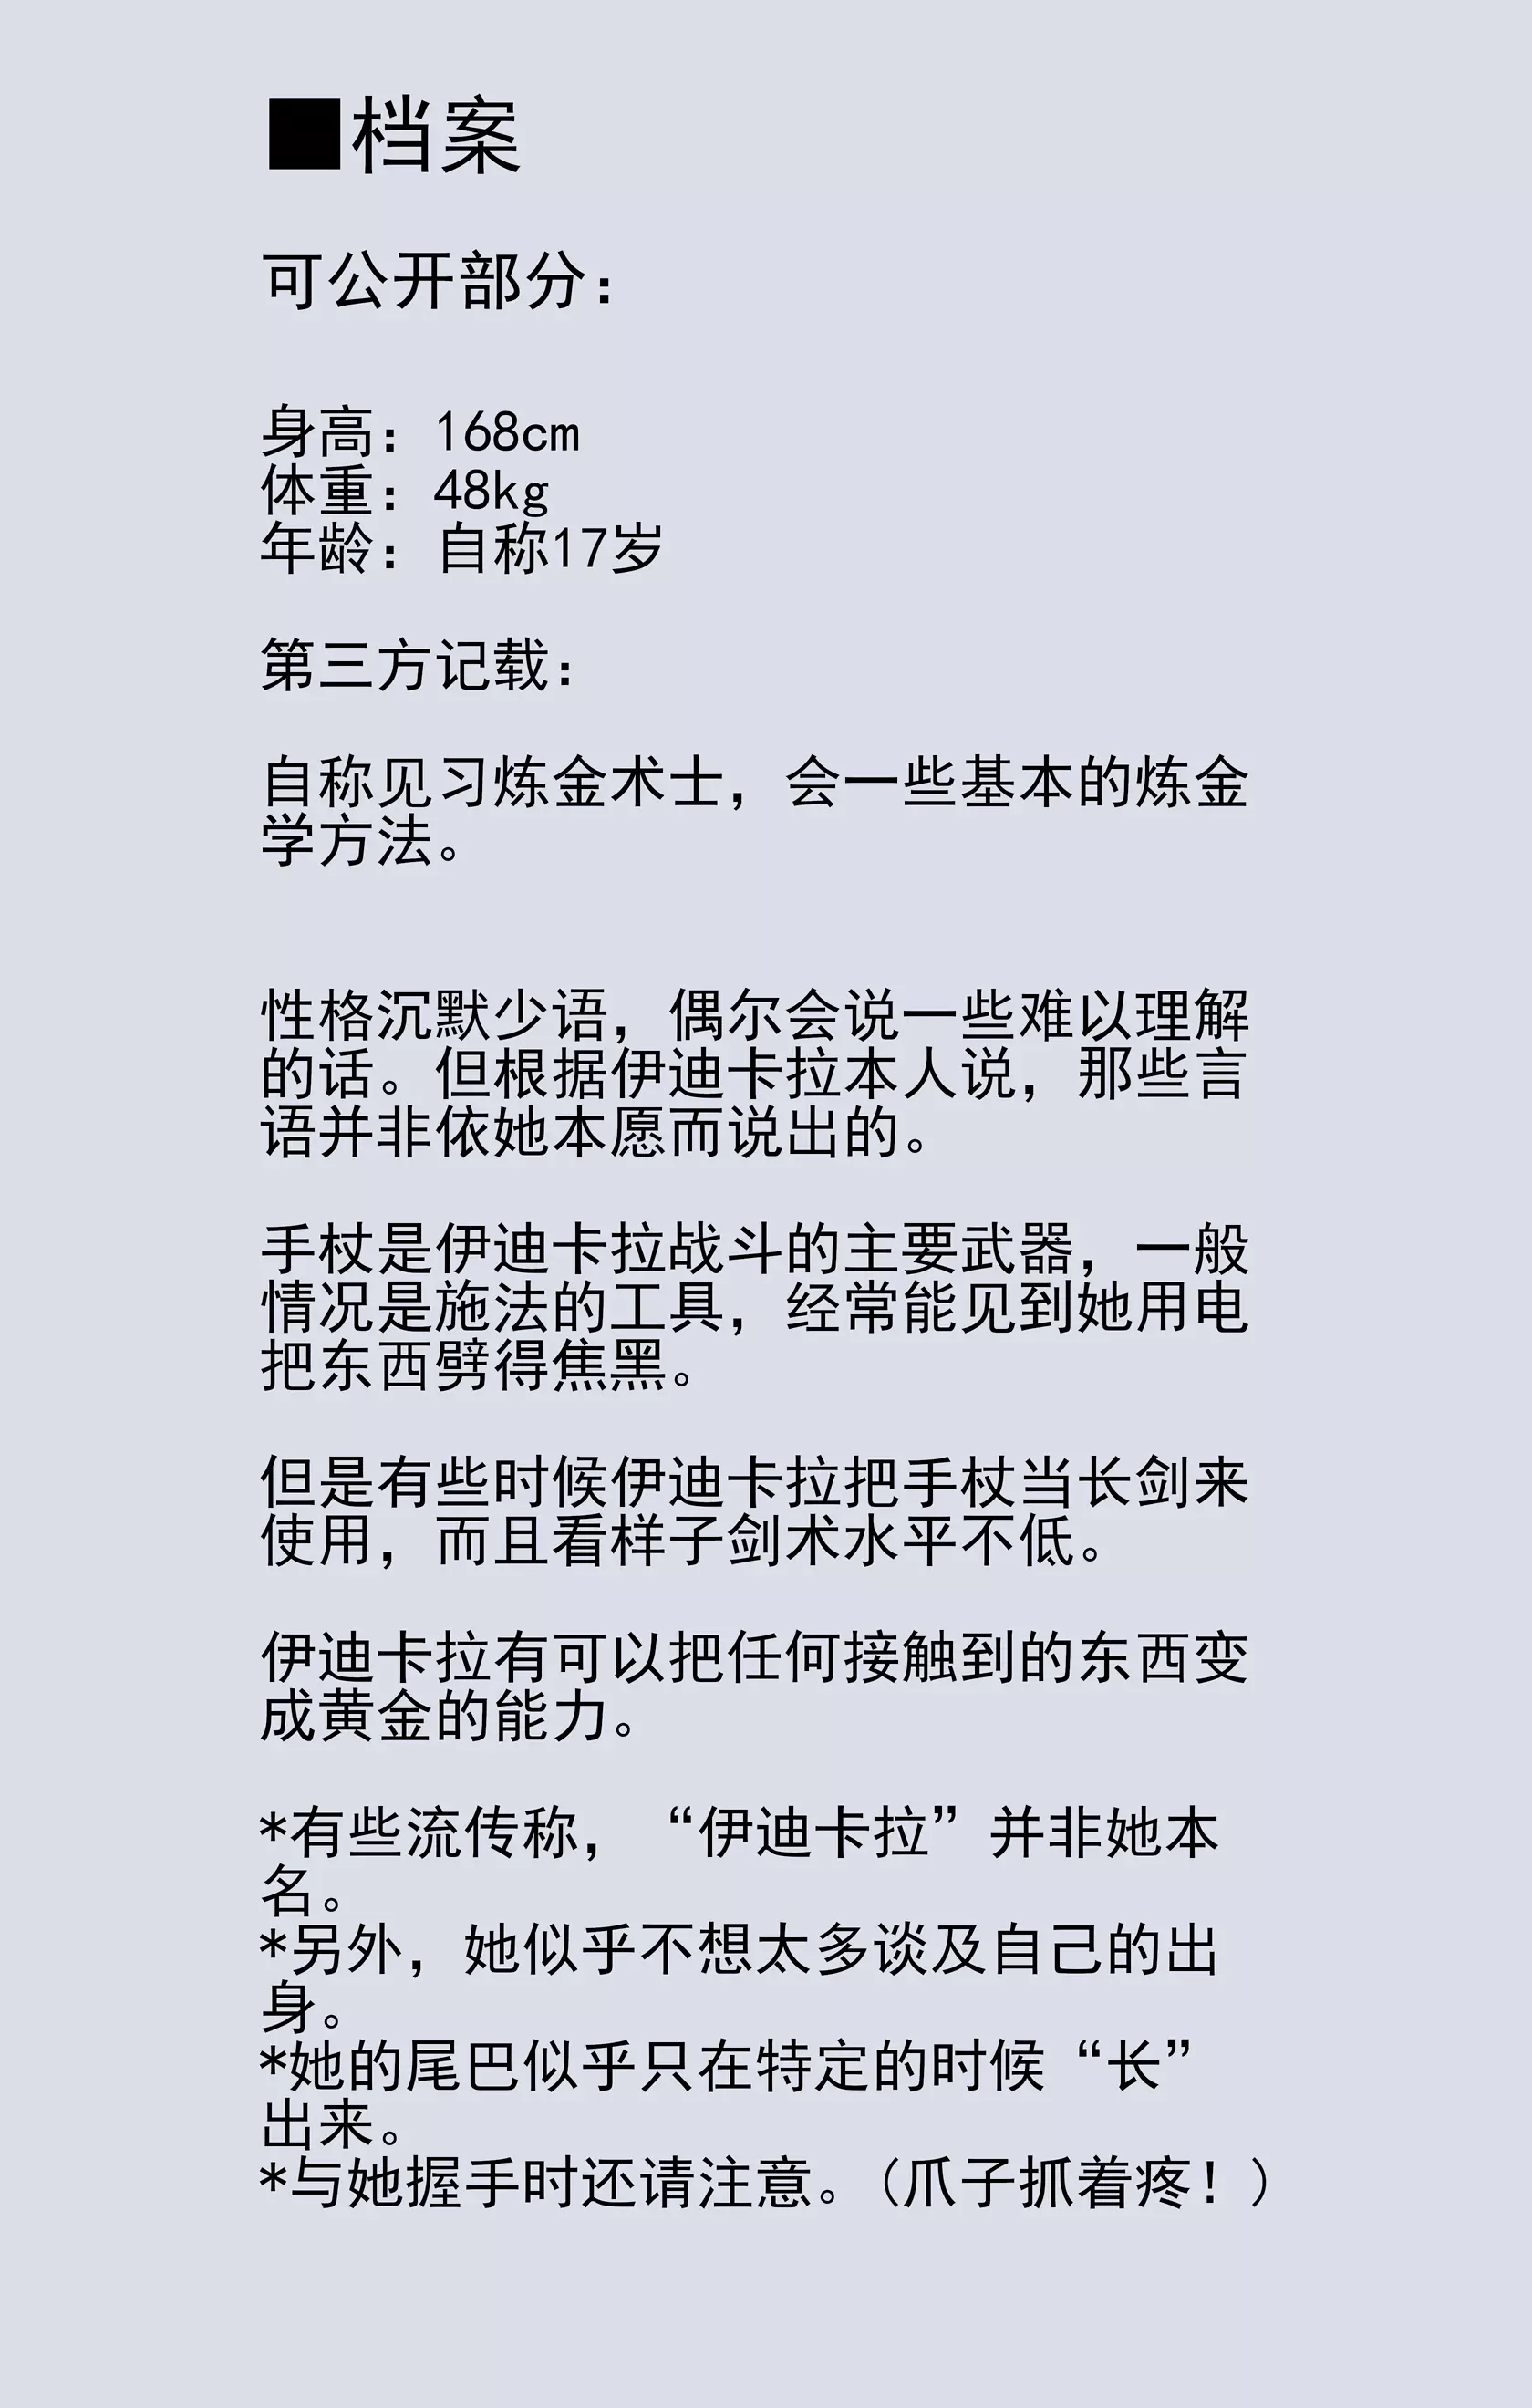 ■档案
可公开部分：
身高：168cm
体重：48kg
年龄：自称17岁
第三方记载：
自称见习炼金术士，会一些基本的炼金
学方法。
性格沉默少语，偶尔会说一些难以理解
的话。但根据伊迪卡拉本人说，那些言
语并非依她本愿而说出的。
手杖是伊迪卡拉战斗的主要武器，一般
情况是施法的工具，经常能见到她用电
把东西劈得焦黑。
但是有些时候伊迪卡拉把手杖当长剑来
使用，而且看样子剑术水平不低。
伊迪卡拉有可以把任何接触到的东西变
成黄金的能力。
*有些流传称，“伊迪卡拉”并非她本
名。
*另外，她似乎不想太多谈及自己的出
身。
*她的尾巴似乎只在特定的时候“长”
出来。
*与她握手时还请注意。（爪子抓着疼！）